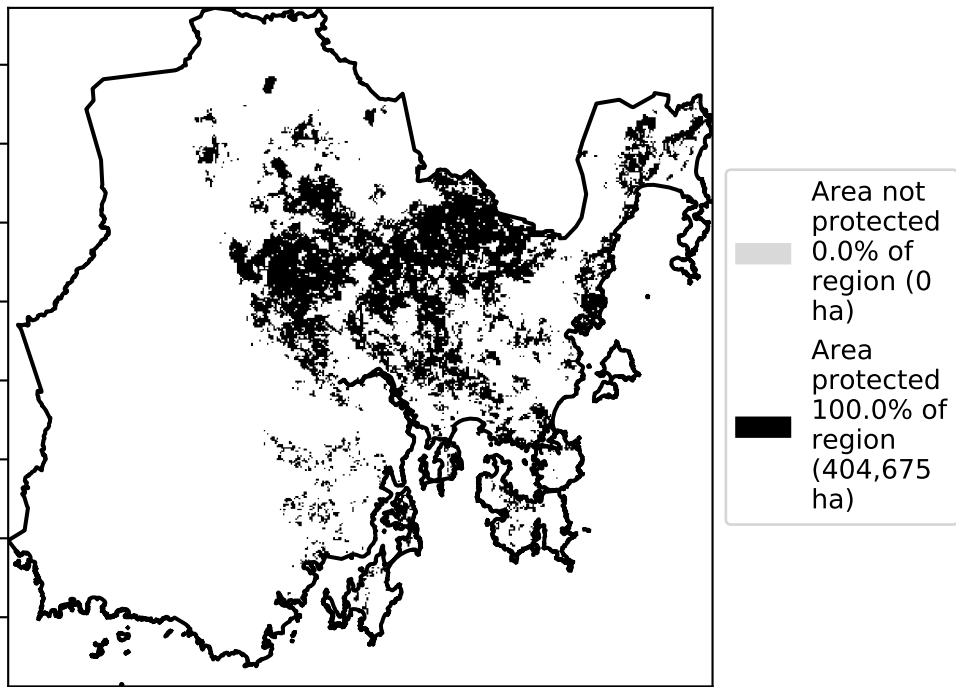 Area not
protected
0.0% of
region (0
ha)
Area
protected
100.0% of
region
(404,675
ha)